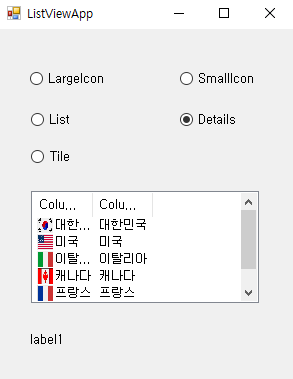 ListViewApp
LargeIcon SmallIcon
List Details
Tile
Colu... Colu...
대한... 대한민국
미국 미국
이탈... 이탈리아
캐나다 캐나다
프랑스 프랑스
label1